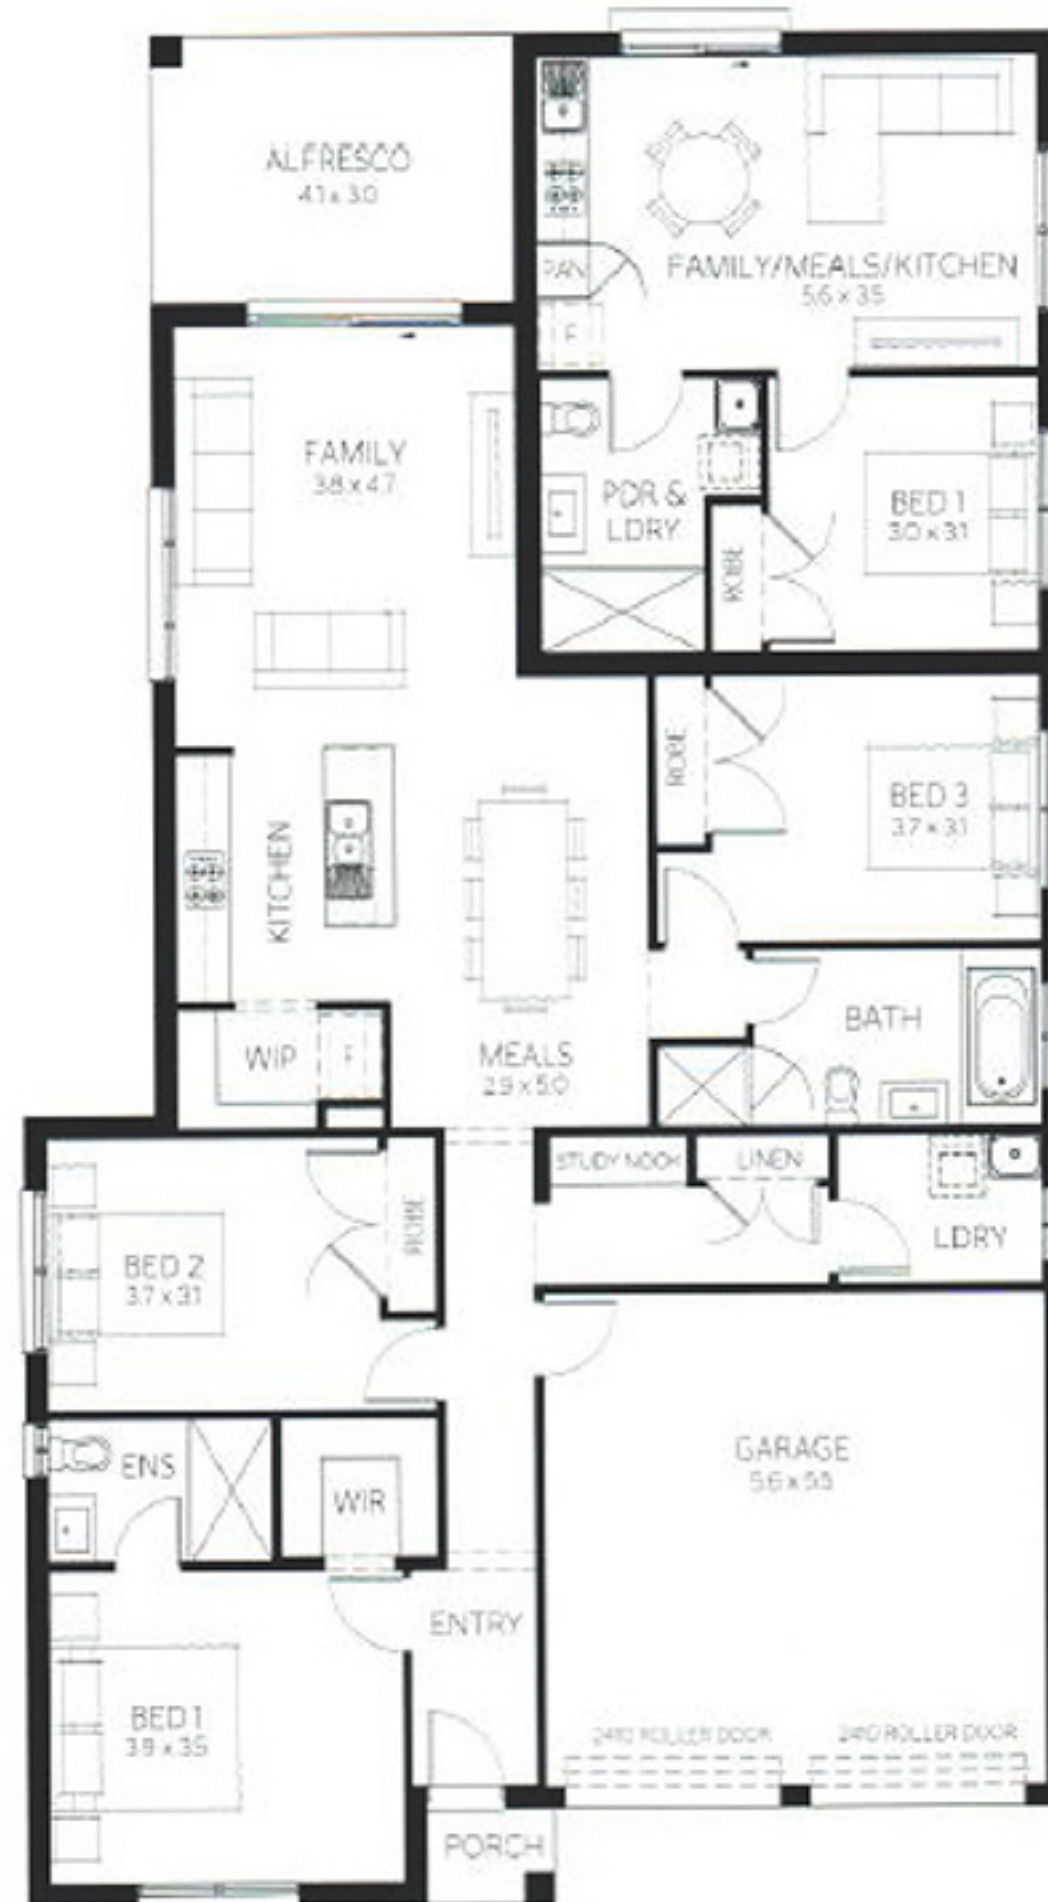 ALFRESCO
4.1 x 3.0
PAN
FAMILY/MEALS/KITCHEN
5.6 x 3.5
F
FAMILY
3.8 x 4.7
PDR &
LDRY
ROBE
BED 1
3.0 x 3.1
ROBE
BED 3
3.7 x 3.1
KITCHEN
WIP
F
MEALS
2.9 x 5.0
BATH
STUDY NOOK
LINEN
LDRY
BED 2
3.7 x 3.1
ROBE
ENS
WIR
GARAGE
5.6 x 5.5
ENTRY
BED 1
3.9 x 3.5
2410 ROLLER DOOR
2410 ROLLER DOOR
PORCH